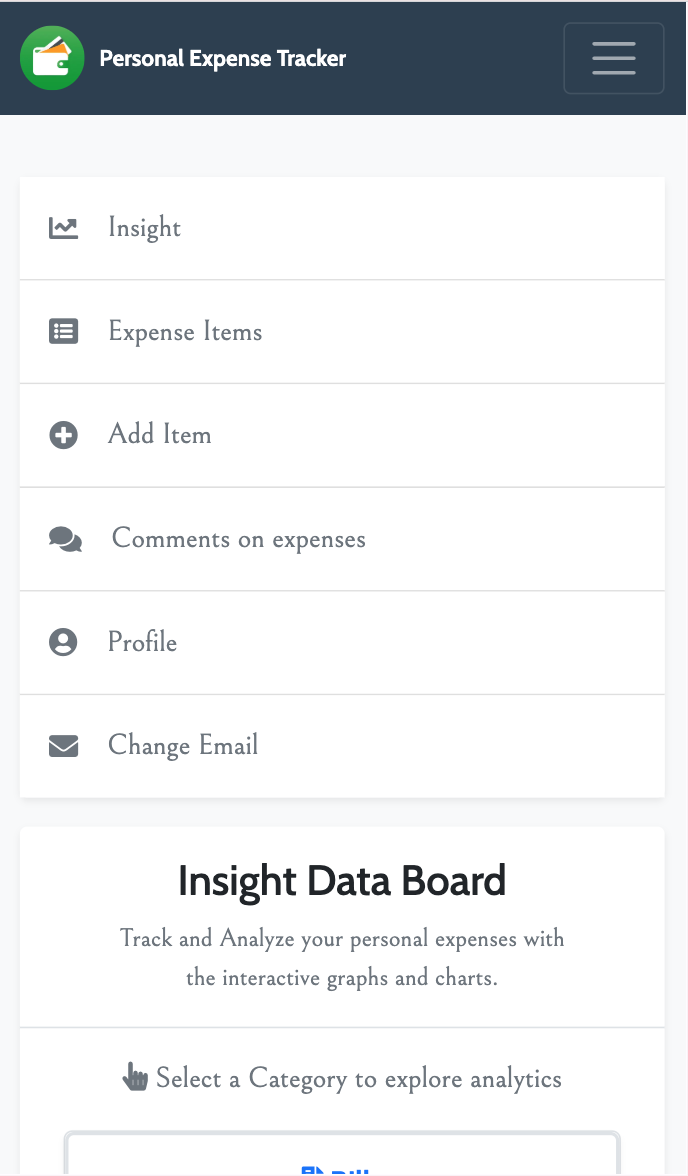 Personal Expense Tracker
Insight
Expense Items
Add Item
Comments on expenses
Profile
Change Email
Insight Data Board
Track and Analyze your personal expenses with
the interactive graphs and charts.
Select a Category to explore analytics